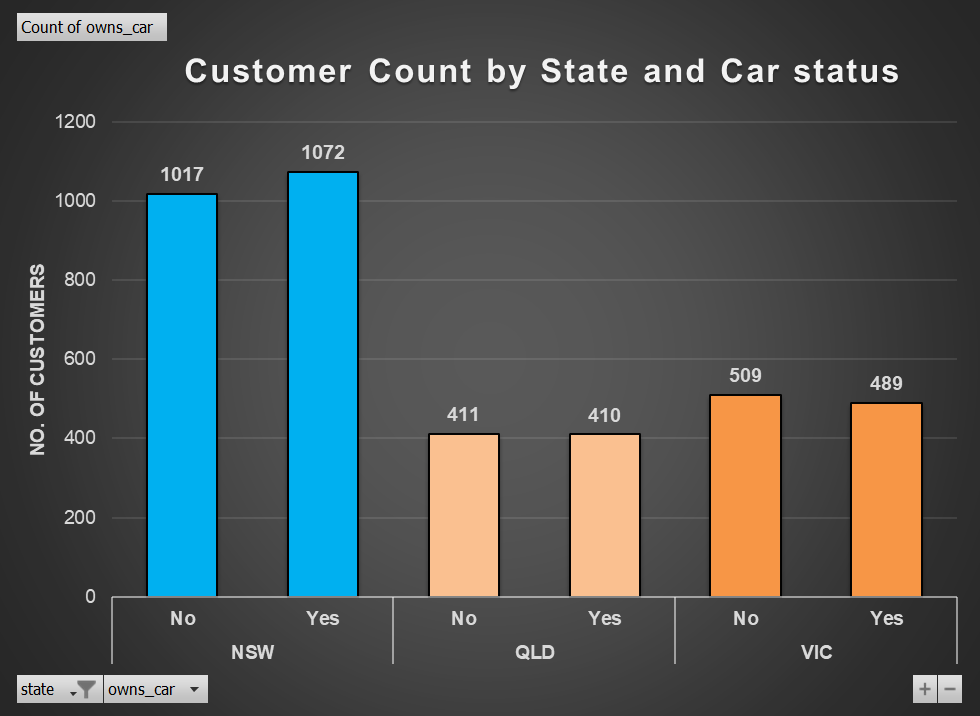 Count of owns_car
Customer Count by State and Car status
NO. OF CUSTOMERS
1200
1000
800
600
400
200
0
1017
1072
411
410
509
489
No Yes No Yes No Yes
NSW QLD VIC
state owns_car + −